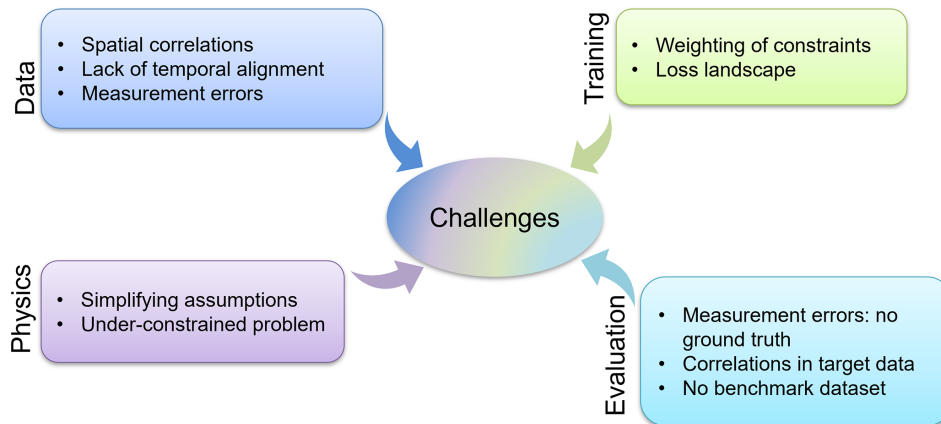 Data
• Spatial correlations
• Lack of temporal alignment
• Measurement errors
Training
• Weighting of constraints
• Loss landscape
Challenges
Physics
• Simplifying assumptions
• Under-constrained problem
Evaluation
• Measurement errors: no
ground truth
• Correlations in target data
• No benchmark dataset